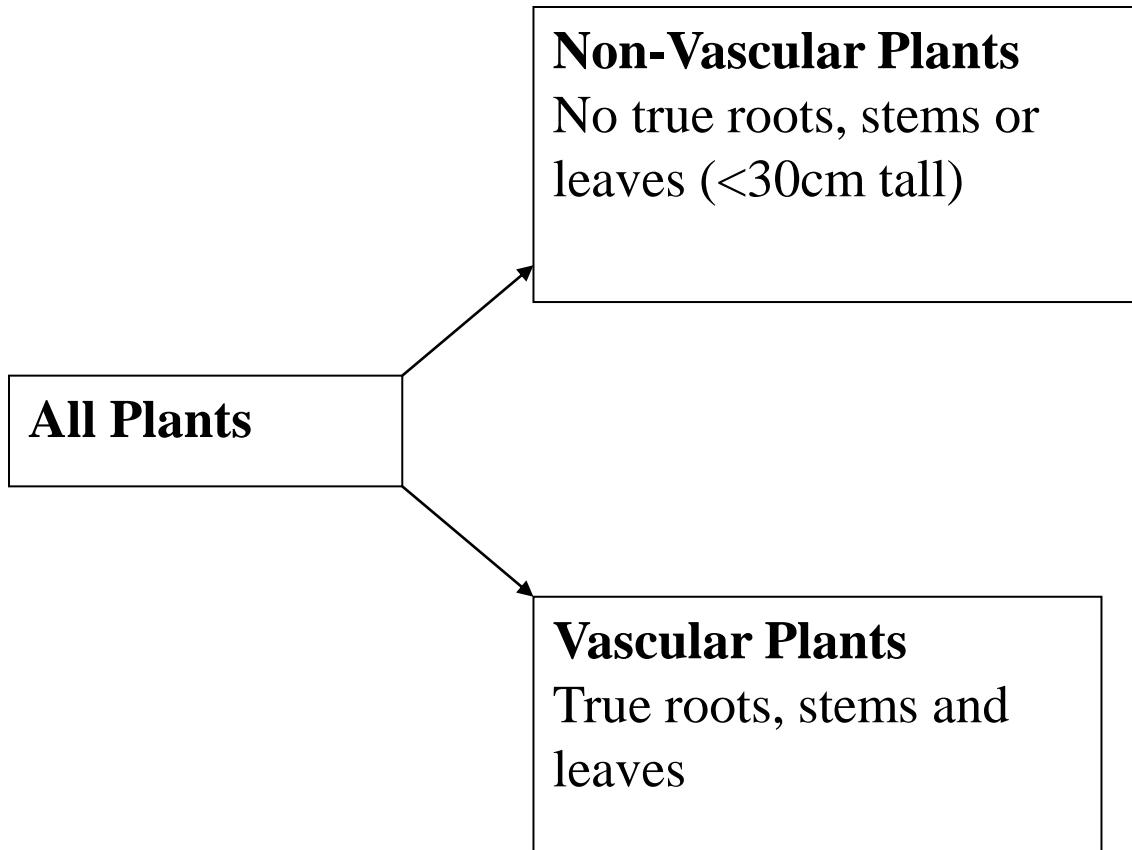 Non-Vascular Plants
No true roots, stems or
leaves (<30cm tall)
All Plants
Vascular Plants
True roots, stems and
leaves